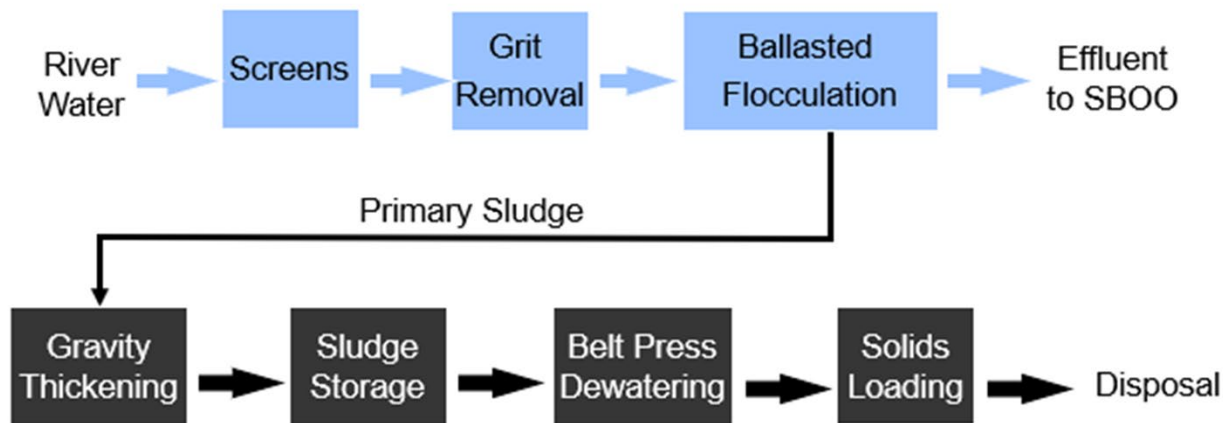 River
Water
Screens
Grit
Removal
Ballasted
Flocculation
Effluent
to SBOO
Primary Sludge
Gravity
Thickening
Sludge
Storage
Belt Press
Dewatering
Solids
Loading
Disposal